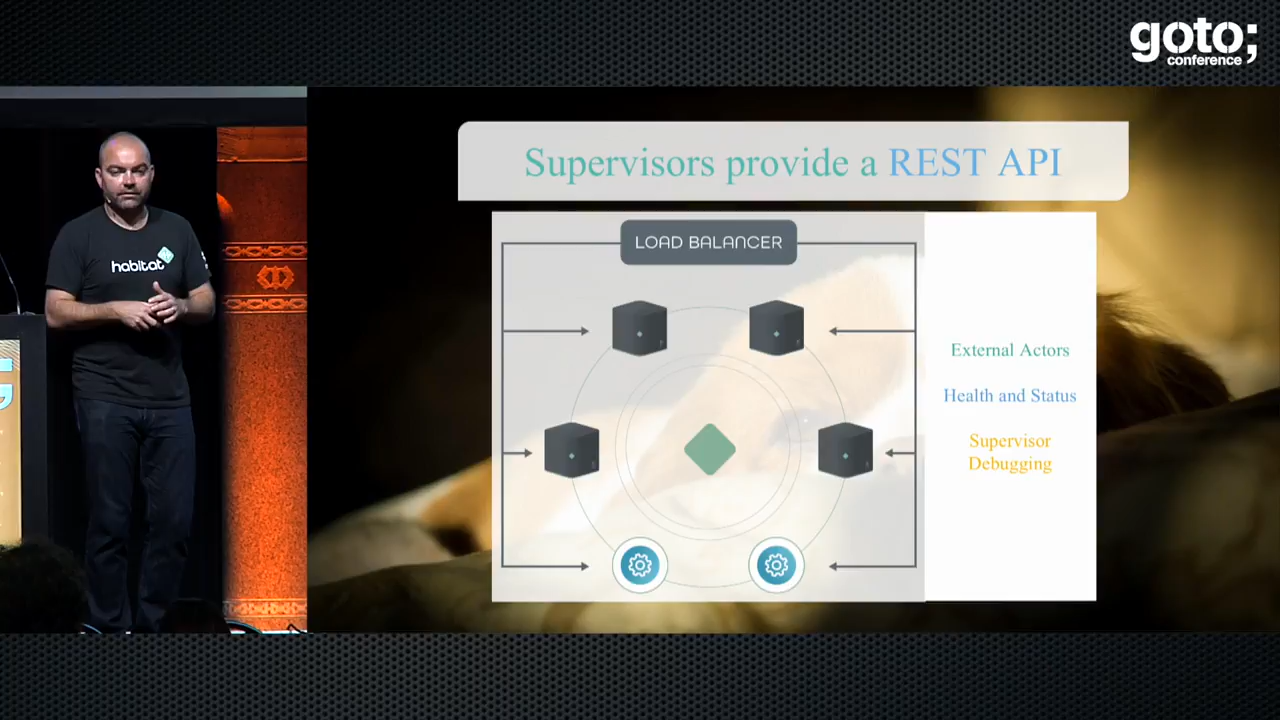 goto;
conference
Supervisors provide a REST API
LOAD BALANCER
External Actors
Health and Status
Supervisor
Debugging
habitat